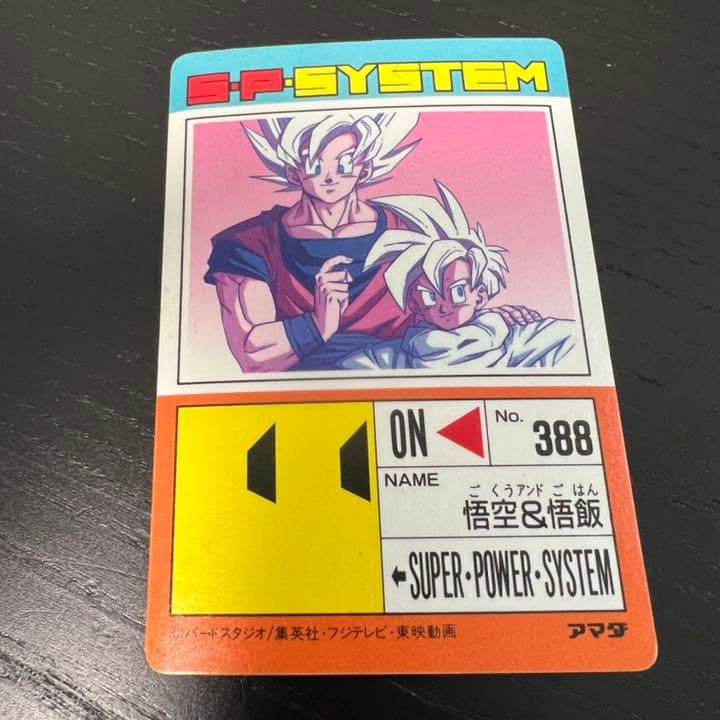 S·P·SYSTEM
ON
No. 388
NAME
ごくうアンドごはん
悟空&悟飯
SUPER·POWER·SYSTEM
バードスタジオ/集英社・フジテレビ・東映動画
アマダ